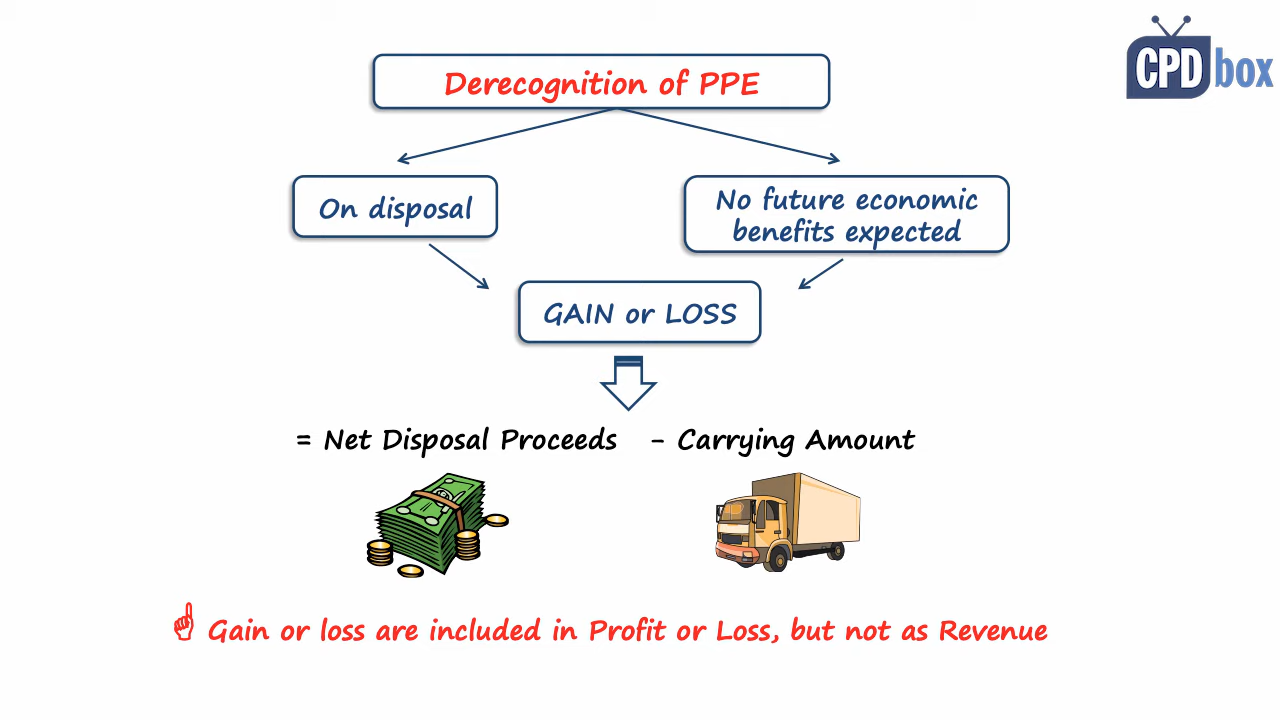 CPD box
Derecognition of PPE
On disposal
No future economic
benefits expected
GAIN or LOSS
= Net Disposal Proceeds - Carrying Amount
Gain or loss are included in Profit or Loss, but not as Revenue